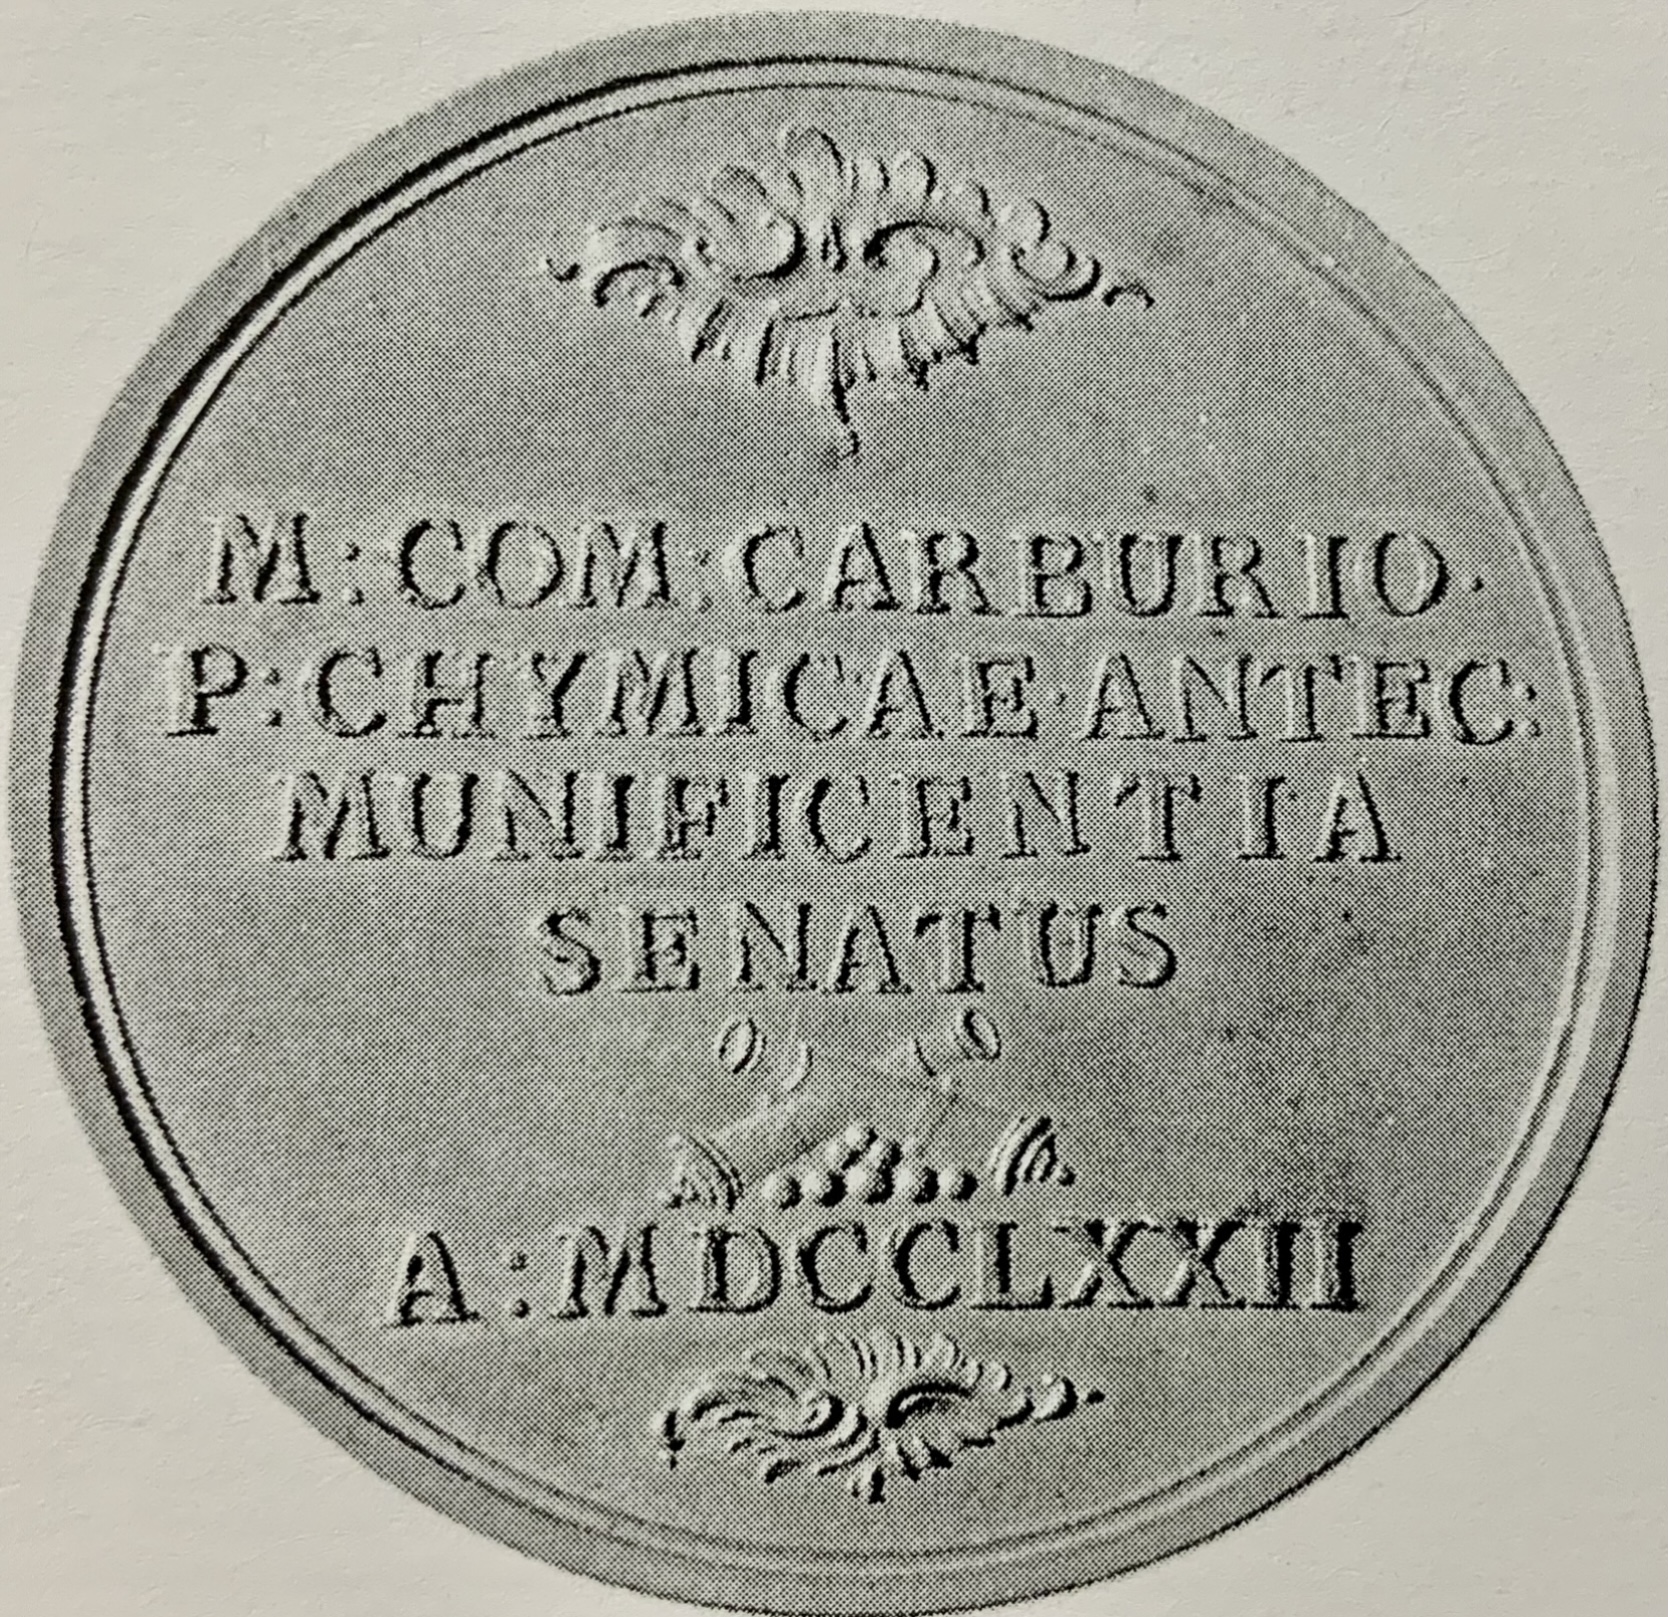 M: COM: CARBURIO·
P: CHYMICAE·ANTEC:
MUNIFICENTIA
SENATUS
A: MDCCLXXII